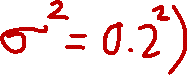 σ² = 0.2²)